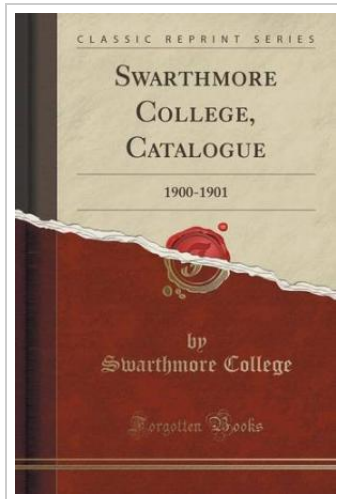 CLASSIC REPRINT SERIES
SWARTHMORE
COLLEGE,
CATALOGUE
1900-1901
by
Swarthmore College
Forgotten Books